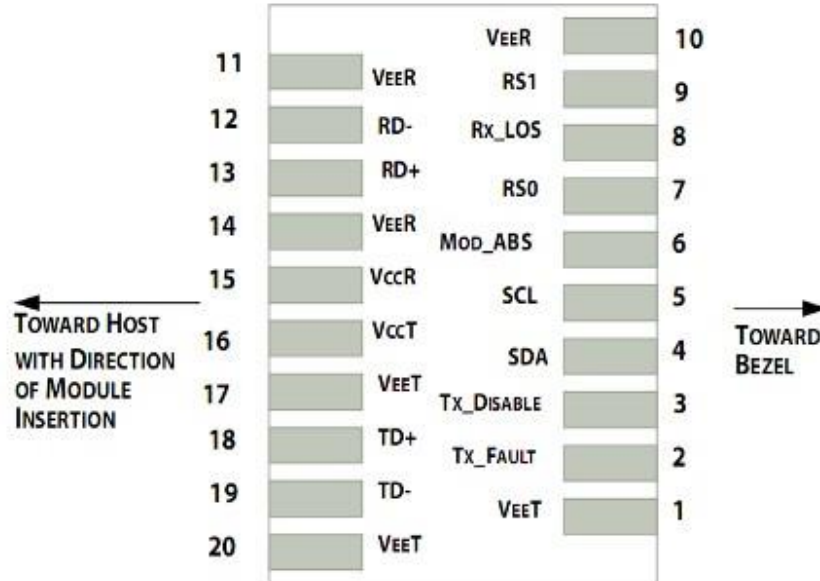 11 VEER
12 RD-
13 RD+
14 VEER
15 VCCR
16 VCCT
17 VEET
18 TD+
19 TD-
20 VEET
VEER 10
RS1 9
RX_LOS 8
RS0 7
MOD_ABS 6
SCL 5
SDA 4
TX_DISABLE 3
TX_FAULT 2
VEET 1
TOWARD HOST
WITH DIRECTION
OF MODULE
INSERTION
TOWARD
BEZEL